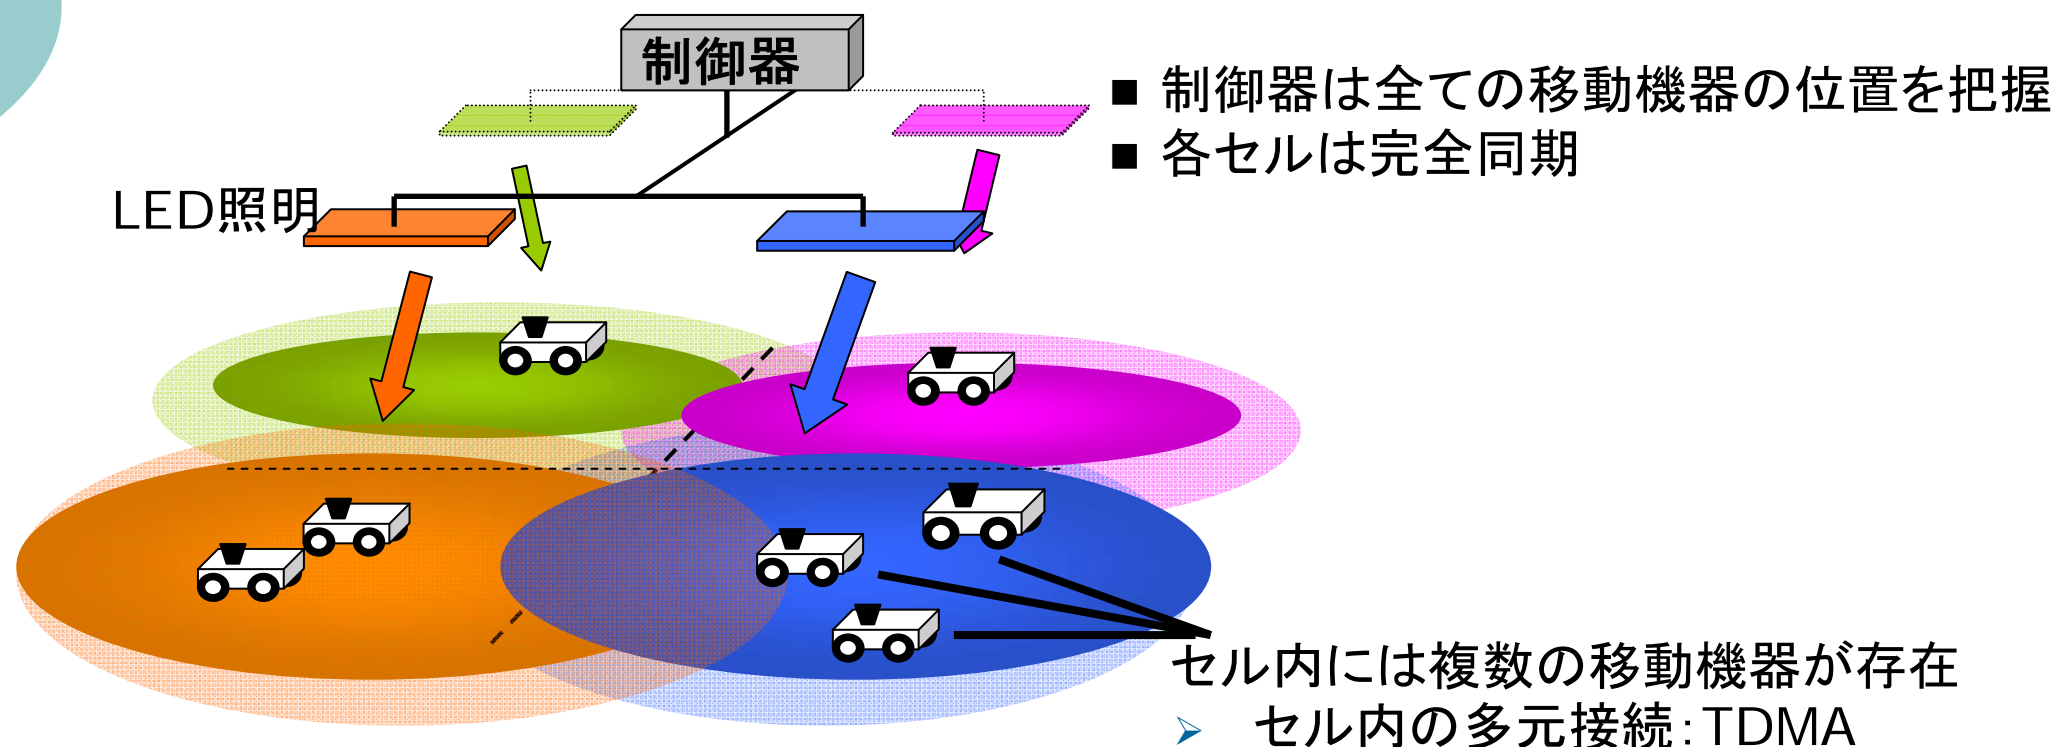 制御器
■ 制御器は全ての移動機器の位置を把握
■ 各セルは完全同期
LED照明
セル内には複数の移動機器が存在
➢ セル内の多元接続：TDMA